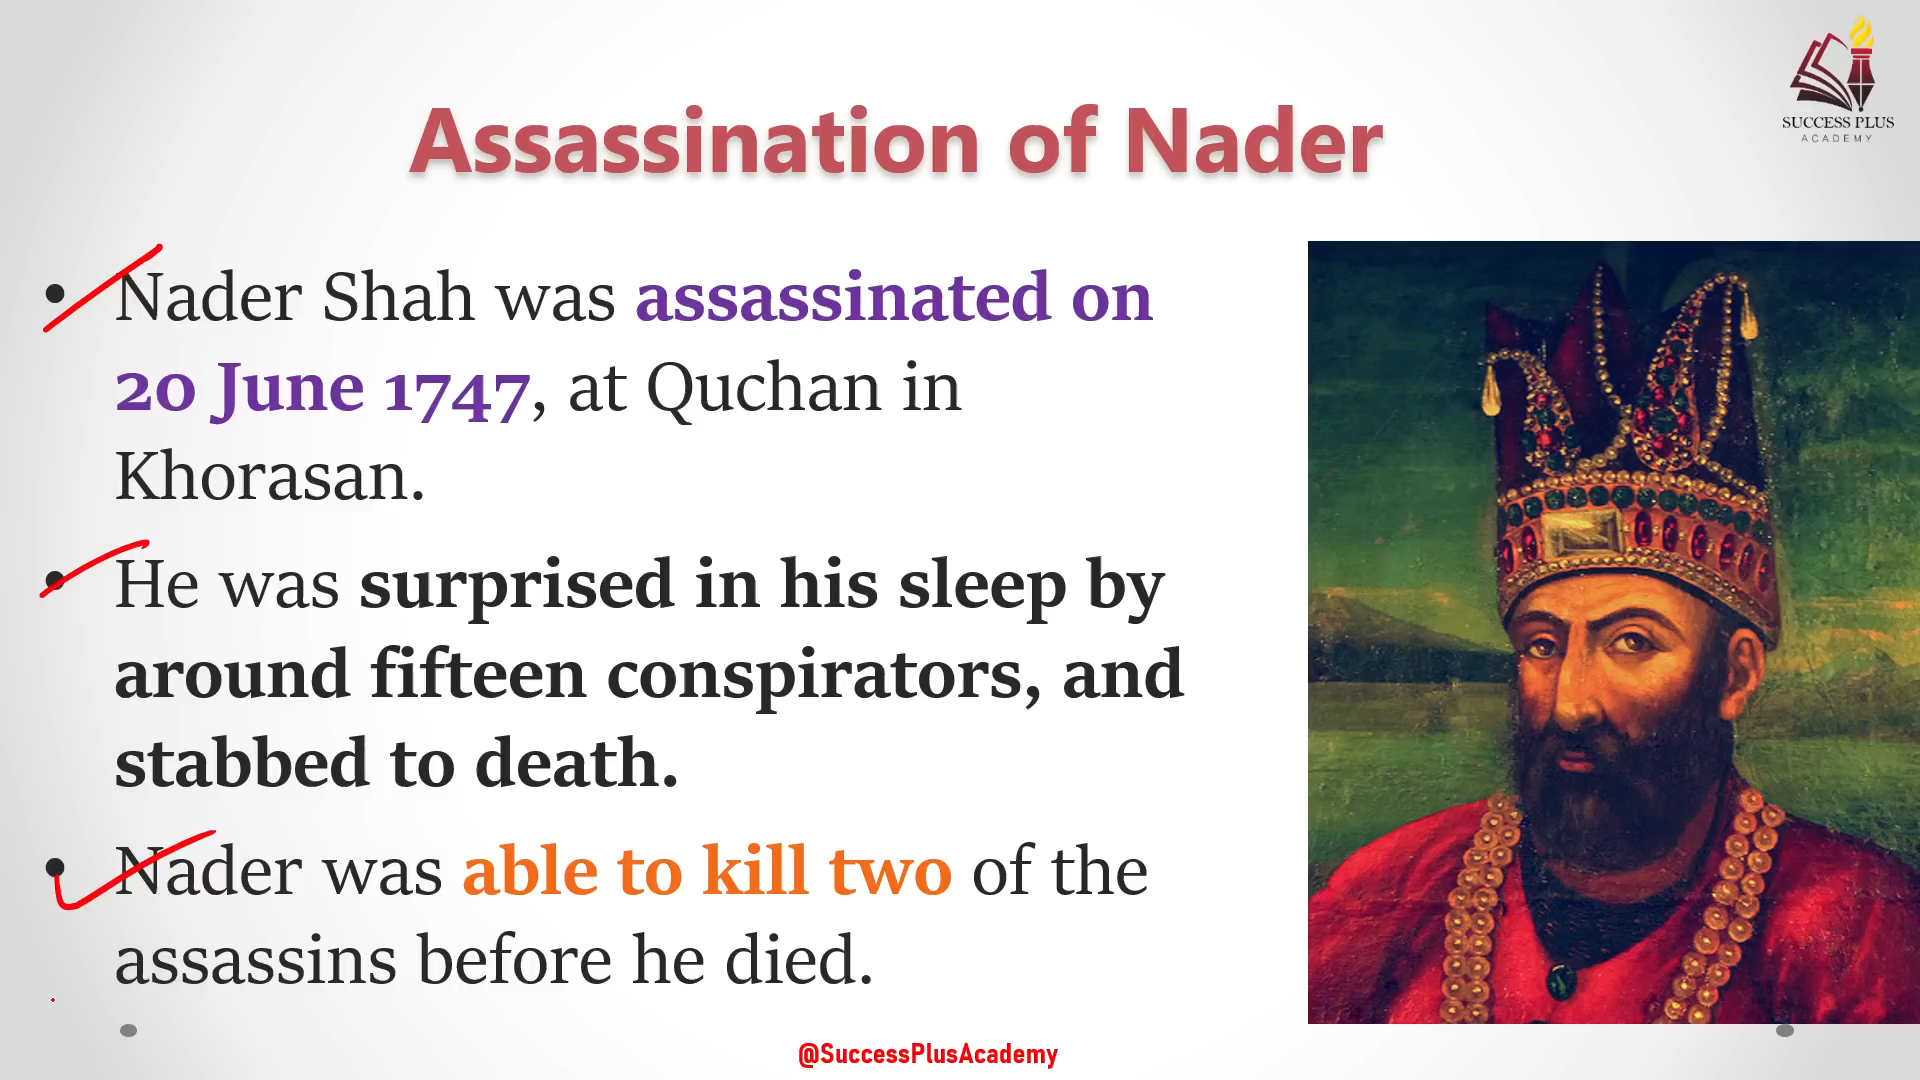 SUCCESS PLUS
ACADEMY
Assassination of Nader
• Nader Shah was assassinated on
20 June 1747, at Quchan in
Khorasan.
• He was surprised in his sleep by
around fifteen conspirators, and
stabbed to death.
• Nader was able to kill two of the
assassins before he died.
@SuccessPlusAcademy